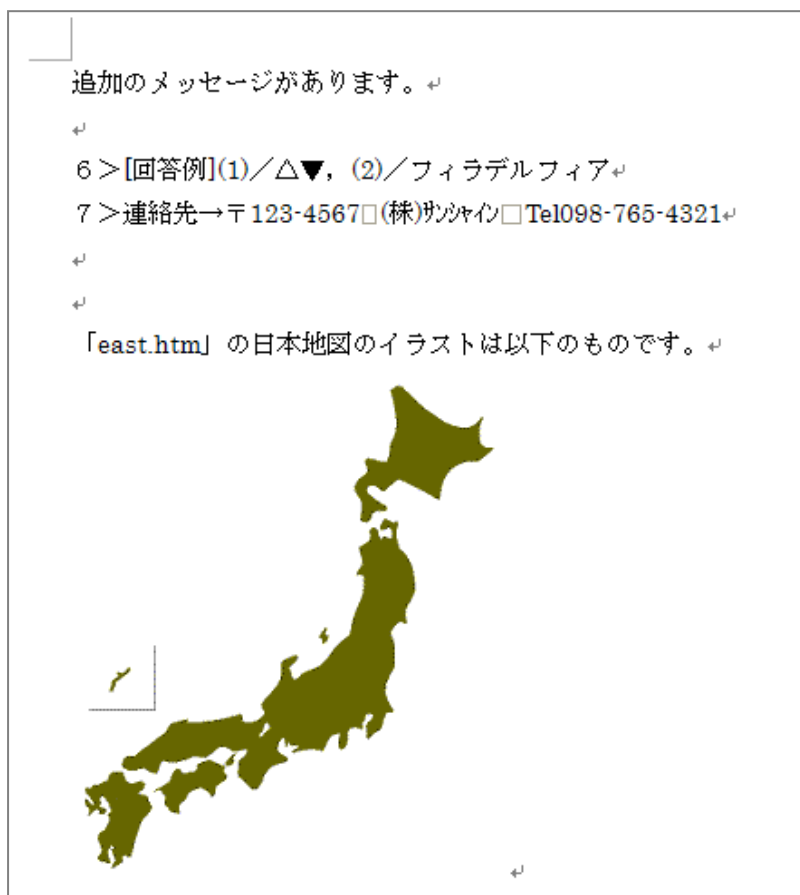 追加のメッセージがあります。
６＞[回答例](1)／△▼，(2)／フィラデルフィア
７＞連絡先→〒123-4567□(株)ｻﾝｼｬｲﾝ□Tel098-765-4321
「east.htm」の日本地図のイラストは以下のものです。